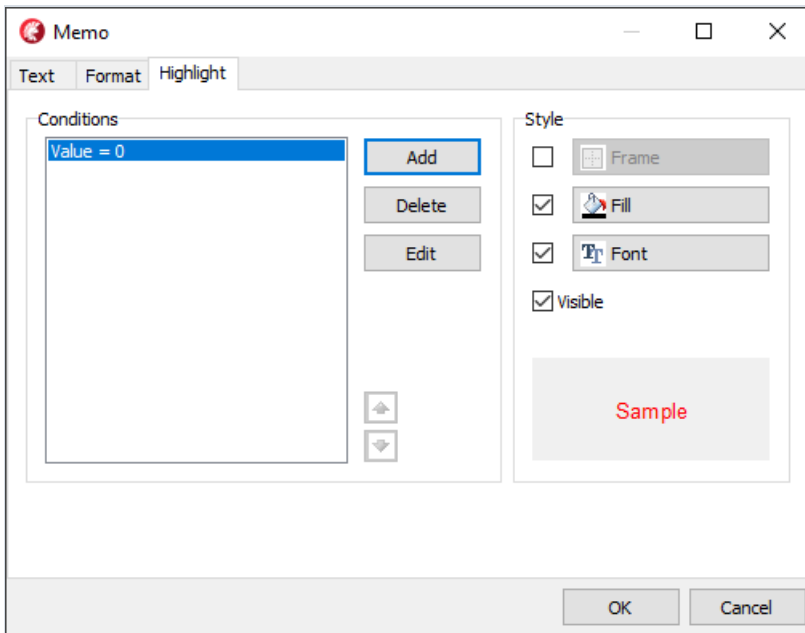 Memo
Text Format Highlight
Conditions
Value = 0
Add
Delete
Edit
Style
Frame
Fill
Font
Visible
Sample
OK Cancel